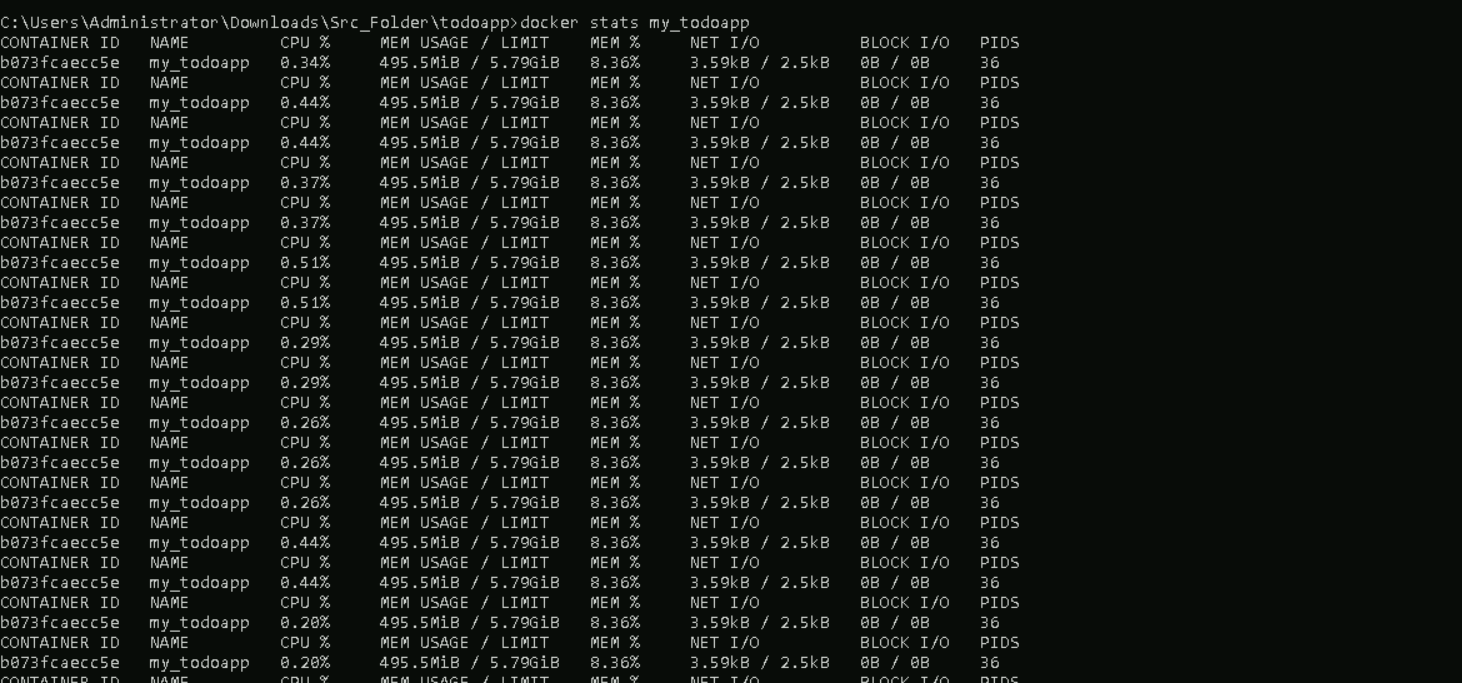 C:\Users\Administrator\Downloads\Src_Folder\todoapp>docker stats my_todoapp
CONTAINER ID   NAME         CPU %     MEM USAGE / LIMIT    MEM %     NET I/O          BLOCK I/O   PIDS
b073fcaecc5e   my_todoapp   0.34%     495.5MiB / 5.79GiB   8.36%     3.59kB / 2.5kB   0B / 0B     36
CONTAINER ID   NAME         CPU %     MEM USAGE / LIMIT    MEM %     NET I/O          BLOCK I/O   PIDS
b073fcaecc5e   my_todoapp   0.44%     495.5MiB / 5.79GiB   8.36%     3.59kB / 2.5kB   0B / 0B     36
CONTAINER ID   NAME         CPU %     MEM USAGE / LIMIT    MEM %     NET I/O          BLOCK I/O   PIDS
b073fcaecc5e   my_todoapp   0.44%     495.5MiB / 5.79GiB   8.36%     3.59kB / 2.5kB   0B / 0B     36
CONTAINER ID   NAME         CPU %     MEM USAGE / LIMIT    MEM %     NET I/O          BLOCK I/O   PIDS
b073fcaecc5e   my_todoapp   0.37%     495.5MiB / 5.79GiB   8.36%     3.59kB / 2.5kB   0B / 0B     36
CONTAINER ID   NAME         CPU %     MEM USAGE / LIMIT    MEM %     NET I/O          BLOCK I/O   PIDS
b073fcaecc5e   my_todoapp   0.37%     495.5MiB / 5.79GiB   8.36%     3.59kB / 2.5kB   0B / 0B     36
CONTAINER ID   NAME         CPU %     MEM USAGE / LIMIT    MEM %     NET I/O          BLOCK I/O   PIDS
b073fcaecc5e   my_todoapp   0.51%     495.5MiB / 5.79GiB   8.36%     3.59kB / 2.5kB   0B / 0B     36
CONTAINER ID   NAME         CPU %     MEM USAGE / LIMIT    MEM %     NET I/O          BLOCK I/O   PIDS
b073fcaecc5e   my_todoapp   0.51%     495.5MiB / 5.79GiB   8.36%     3.59kB / 2.5kB   0B / 0B     36
CONTAINER ID   NAME         CPU %     MEM USAGE / LIMIT    MEM %     NET I/O          BLOCK I/O   PIDS
b073fcaecc5e   my_todoapp   0.29%     495.5MiB / 5.79GiB   8.36%     3.59kB / 2.5kB   0B / 0B     36
CONTAINER ID   NAME         CPU %     MEM USAGE / LIMIT    MEM %     NET I/O          BLOCK I/O   PIDS
b073fcaecc5e   my_todoapp   0.29%     495.5MiB / 5.79GiB   8.36%     3.59kB / 2.5kB   0B / 0B     36
CONTAINER ID   NAME         CPU %     MEM USAGE / LIMIT    MEM %     NET I/O          BLOCK I/O   PIDS
b073fcaecc5e   my_todoapp   0.26%     495.5MiB / 5.79GiB   8.36%     3.59kB / 2.5kB   0B / 0B     36
CONTAINER ID   NAME         CPU %     MEM USAGE / LIMIT    MEM %     NET I/O          BLOCK I/O   PIDS
b073fcaecc5e   my_todoapp   0.26%     495.5MiB / 5.79GiB   8.36%     3.59kB / 2.5kB   0B / 0B     36
CONTAINER ID   NAME         CPU %     MEM USAGE / LIMIT    MEM %     NET I/O          BLOCK I/O   PIDS
b073fcaecc5e   my_todoapp   0.26%     495.5MiB / 5.79GiB   8.36%     3.59kB / 2.5kB   0B / 0B     36
CONTAINER ID   NAME         CPU %     MEM USAGE / LIMIT    MEM %     NET I/O          BLOCK I/O   PIDS
b073fcaecc5e   my_todoapp   0.44%     495.5MiB / 5.79GiB   8.36%     3.59kB / 2.5kB   0B / 0B     36
CONTAINER ID   NAME         CPU %     MEM USAGE / LIMIT    MEM %     NET I/O          BLOCK I/O   PIDS
b073fcaecc5e   my_todoapp   0.44%     495.5MiB / 5.79GiB   8.36%     3.59kB / 2.5kB   0B / 0B     36
CONTAINER ID   NAME         CPU %     MEM USAGE / LIMIT    MEM %     NET I/O          BLOCK I/O   PIDS
b073fcaecc5e   my_todoapp   0.20%     495.5MiB / 5.79GiB   8.36%     3.59kB / 2.5kB   0B / 0B     36
CONTAINER ID   NAME         CPU %     MEM USAGE / LIMIT    MEM %     NET I/O          BLOCK I/O   PIDS
b073fcaecc5e   my_todoapp   0.20%     495.5MiB / 5.79GiB   8.36%     3.59kB / 2.5kB   0B / 0B     36
CONTAINER ID   NAME         CPU %     MEM USAGE / LIMIT    MEM %     NET I/O          BLOCK I/O   PIDS